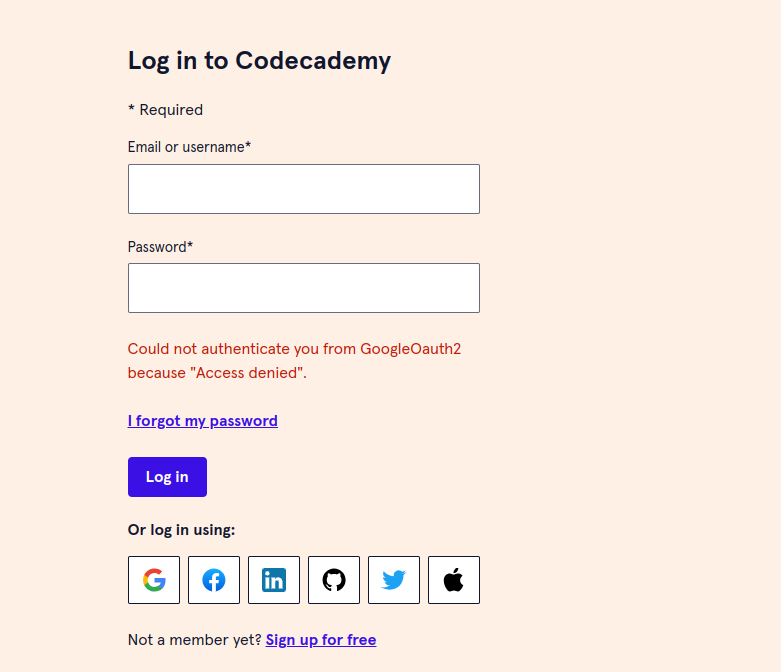 Log in to Codecademy
* Required
Email or username*
Password*
Could not authenticate you from GoogleOauth2
because "Access denied".
I forgot my password
Log in
Or log in using:
Not a member yet? Sign up for free